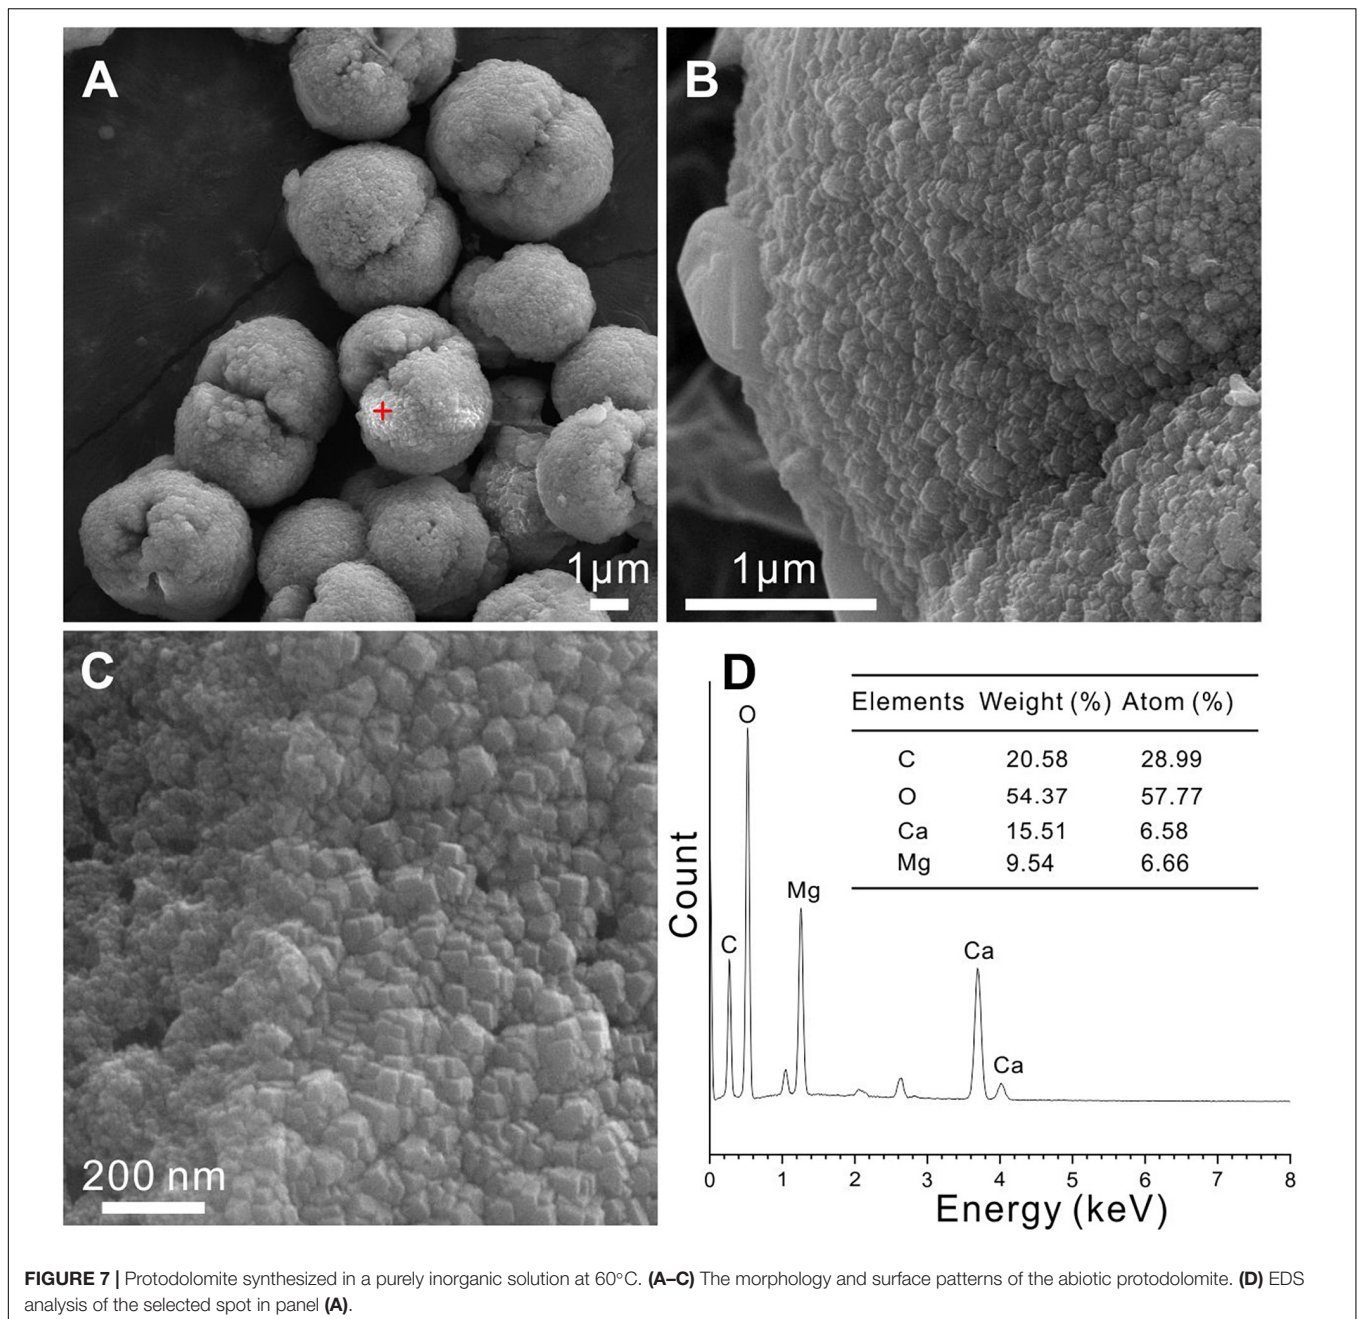 A
B
1μm
1μm
C
200 nm
D
Elements Weight (%) Atom (%)
C 20.58 28.99
O 54.37 57.77
Ca 15.51 6.58
Mg 9.54 6.66
O
C
Mg
Ca
Ca
Count
0 1 2 3 4 5 6 7 8
Energy (keV)
FIGURE 7 | Protodolomite synthesized in a purely inorganic solution at 60°C. (A–C) The morphology and surface patterns of the abiotic protodolomite. (D) EDS
analysis of the selected spot in panel (A).